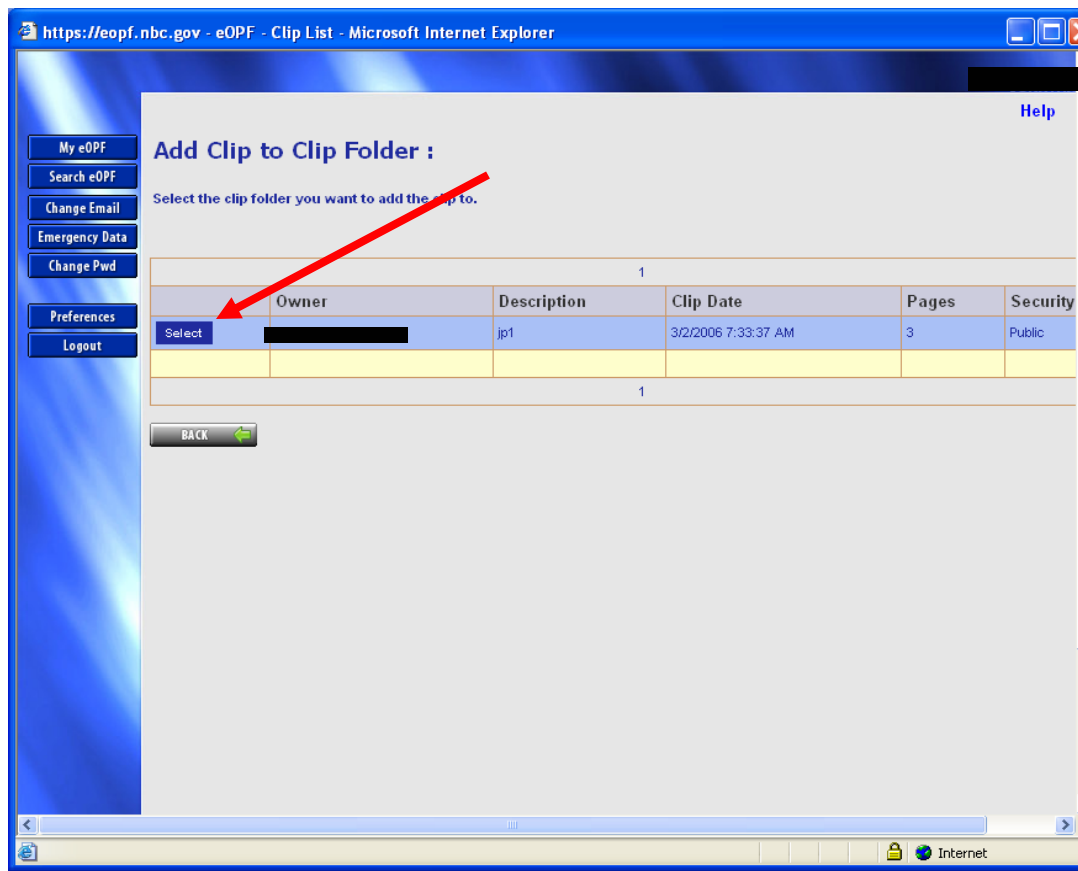 https://eopf.nbc.gov - eOPF - Clip List - Microsoft Internet Explorer
Help
My eOPF
Search eOPF
Change Email
Emergency Data
Change Pwd
Preferences
Logout
Add Clip to Clip Folder :
Select the clip folder you want to add the clip to.
1
Owner Description Clip Date Pages Security
Select jp1 3/2/2006 7:33:37 AM 3 Public
1
BACK
Internet